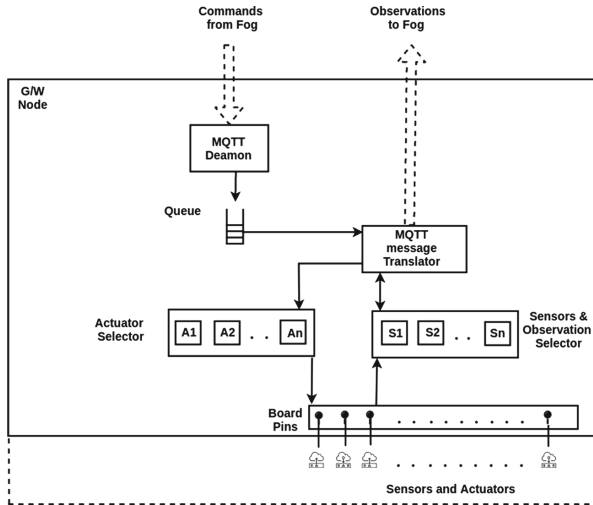 Commands
from Fog
Observations
to Fog
G/W
Node
MQTT
Deamon
Queue
MQTT
message
Translator
Actuator
Selector
A1 A2 . . An
S1 S2 . . Sn
Sensors &
Observation
Selector
Board
Pins
. . . . . . . . .
. . . . . . . . .
Sensors and Actuators